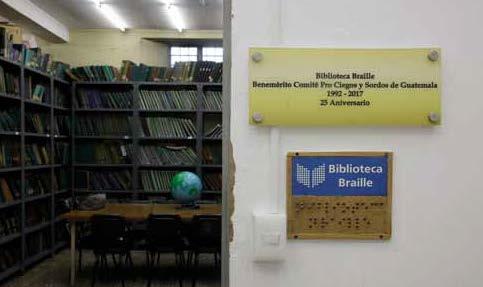 Biblioteca Braille
Benemérito Comité Pro Ciegos y Sordos de Guatemala
1992 - 2017
25 Aniversario
Biblioteca
Braille